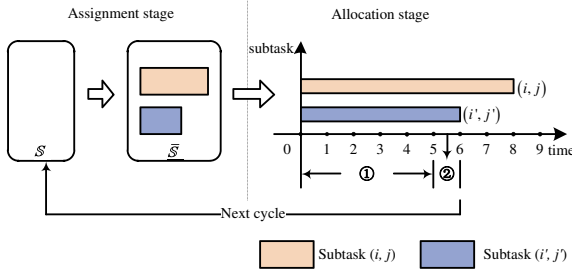 Assignment stage
Allocation stage
subtask
(i, j)
(i', j')
𝕊
𝕊̄
0 1 2 3 4 5 6 7 8 9 time
① ②
Next cycle
Subtask (i, j)
Subtask (i', j')